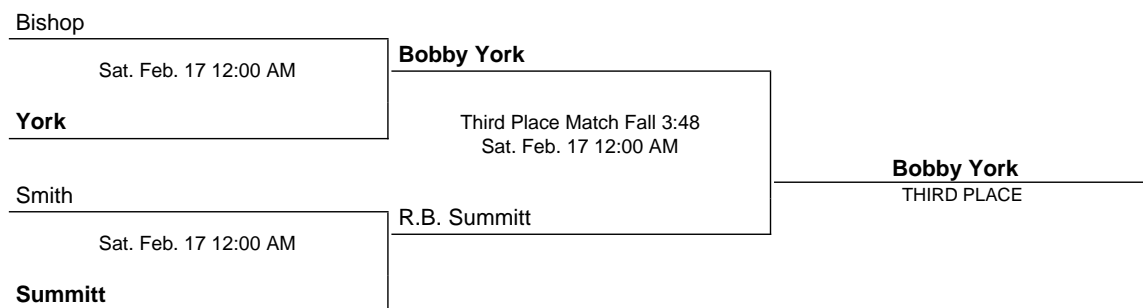 Bishop
Sat. Feb. 17 12:00 AM
York
Bobby York
Third Place Match Fall 3:48
Sat. Feb. 17 12:00 AM
Smith
Sat. Feb. 17 12:00 AM
Summitt
R.B. Summitt
Bobby York
THIRD PLACE